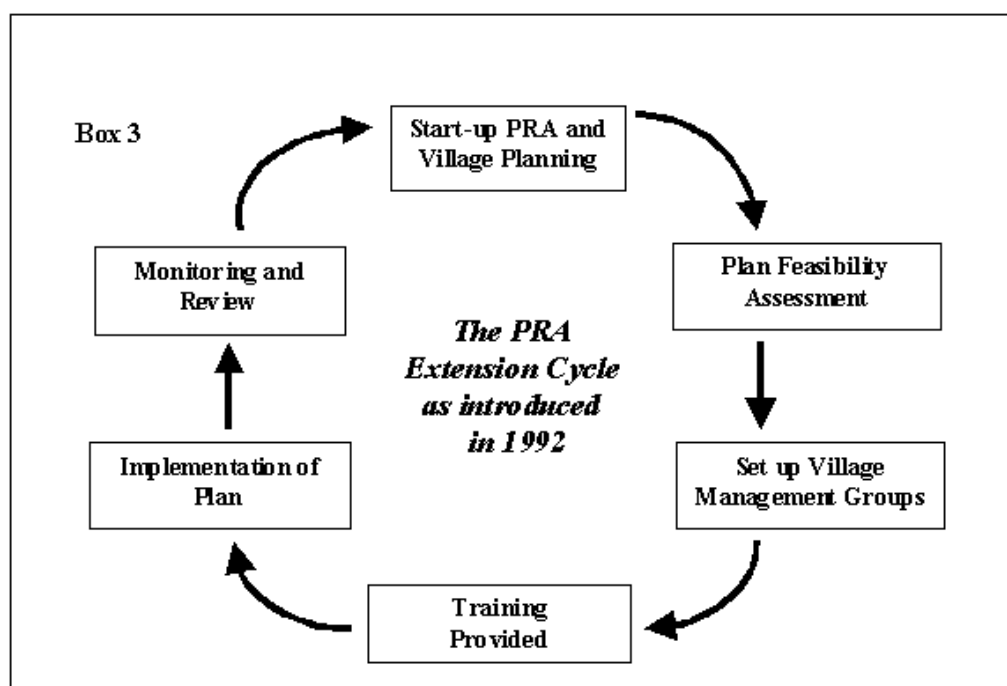 Box 3
Start-up PRA and
Village Planning
Plan Feasibility
Assessment
Set up Village
Management Groups
Training
Provided
Implementation of
Plan
Monitoring and
Review
The PRA
Extension Cycle
as introduced
in 1992